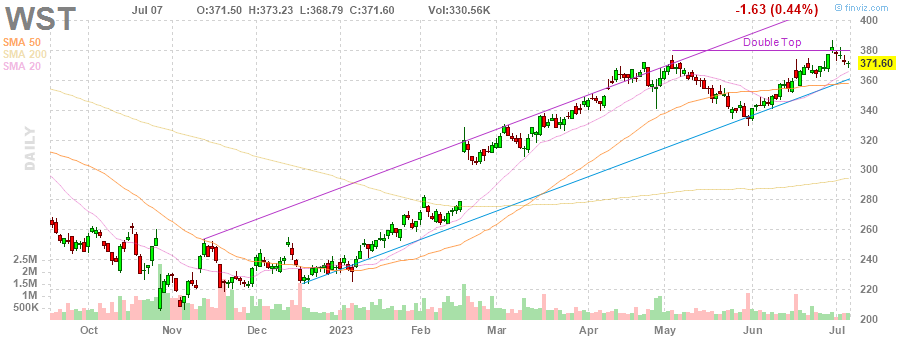 WST Jul 07 O:371.50 H:373.23 L:368.79 C:371.60 Vol:330.56K -1.63 (0.44%) © finviz.com
SMA 50
SMA 200
SMA 20
DAILY
Double Top
400
380
371.60
360
340
320
300
280
260
240
220
200
2.5M
2M
1.5M
1M
500K
Oct Nov Dec 2023 Feb Mar Apr May Jun Jul